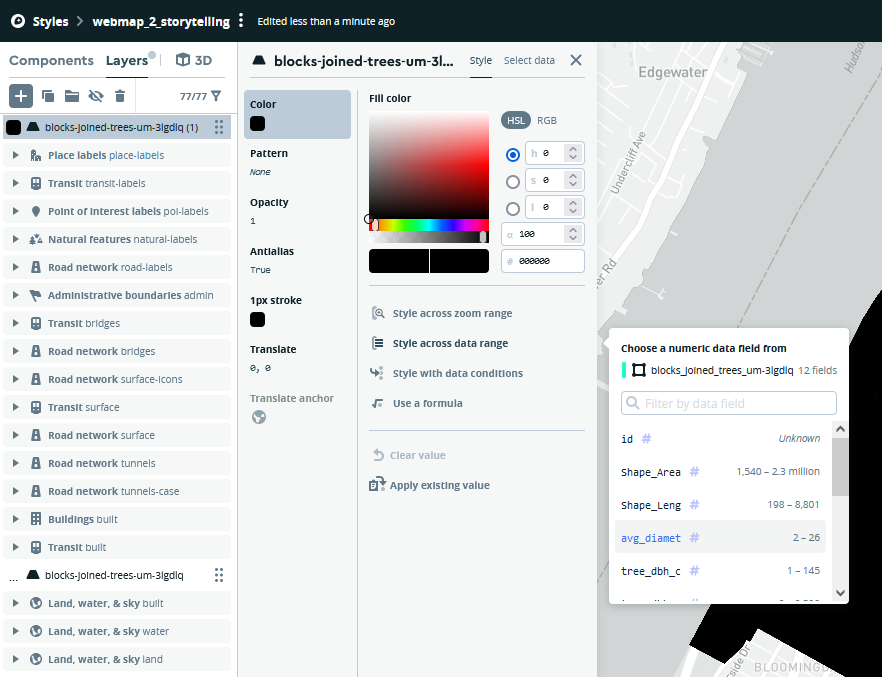 Styles > webmap_2_storytelling
Edited less than a minute ago
Components
Layers
3D
77/77
blocks-joined-trees-um-3lgdlq (1)
Place labels place-labels
Transit transit-labels
Point of interest labels poi-labels
Natural features natural-labels
Road network road-labels
Administrative boundaries admin
Transit bridges
Road network bridges
Road network surface-icons
Transit surface
Road network surface
Road network tunnels
Road network tunnels-case
Buildings built
Transit built
... blocks-joined-trees-um-3lgdlq
Land, water, & sky built
Land, water, & sky water
Land, water, & sky land
blocks-joined-trees-um-3l...
Style
Select data
Color
Pattern
None
Opacity
1
Antialias
True
1px stroke
Translate
0, 0
Translate anchor
Fill color
HSL
RGB
h 0
s 0
l 0
α 100
# 000000
Style across zoom range
Style across data range
Style with data conditions
Use a formula
Clear value
Apply existing value
Edgewater
Hudso
Undercliff Ave
er Rd
Choose a numeric data field from
blocks_joined_trees_um-3lgdlq 12 fields
Filter by data field
id # Unknown
Shape_Area # 1,540 – 2.3 million
Shape_Leng # 198 – 8,801
avg_diamet # 2 – 26
tree_dbh_c # 1 – 145
side Dr
BLOOMING